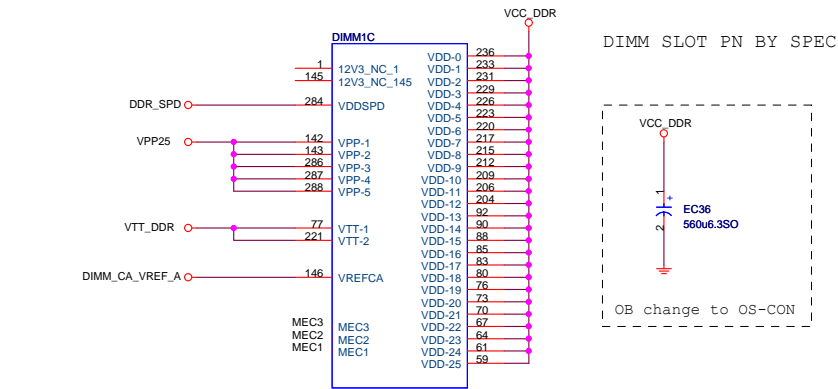 VCC_DDR
DIMM SLOT PN BY SPEC
DIMM1C
1 12V3_NC_1
145 12V3_NC_145
DDR_SPD 284 VDDSPD
VPP25 142 VPP-1
143 VPP-2
286 VPP-3
287 VPP-4
288 VPP-5
VTT_DDR 77 VTT-1
221 VTT-2
DIMM_CA_VREF_A 146 VREFCA
MEC3 MEC3
MEC2 MEC2
MEC1 MEC1
VDD-0 236
VDD-1 233
VDD-2 231
VDD-3 229
VDD-4 226
VDD-5 223
VDD-6 220
VDD-7 217
VDD-8 215
VDD-9 212
VDD-10 209
VDD-11 206
VDD-12 204
VDD-13 92
VDD-14 90
VDD-15 88
VDD-16 85
VDD-17 83
VDD-18 80
VDD-19 76
VDD-20 73
VDD-21 70
VDD-22 67
VDD-23 64
VDD-24 61
VDD-25 59
VCC_DDR
1
+
EC36
560u6.3SO
2
OB change to OS-CON